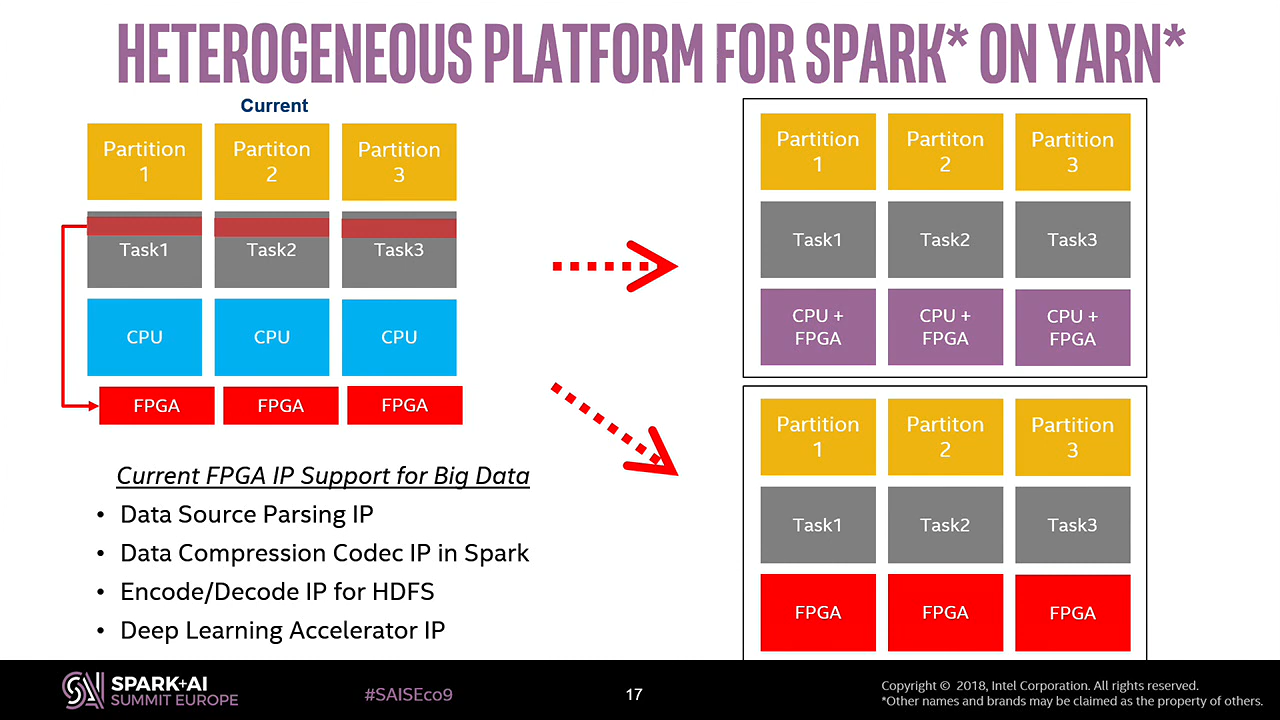 HETEROGENEOUS PLATFORM FOR SPARK* ON YARN*
Current
Partition
1
Partiton
2
Partition
3
Task1
Task2
Task3
CPU
CPU
CPU
FPGA
FPGA
FPGA
Current FPGA IP Support for Big Data
• Data Source Parsing IP
• Data Compression Codec IP in Spark
• Encode/Decode IP for HDFS
• Deep Learning Accelerator IP
Partition
1
Partiton
2
Partition
3
Task1
Task2
Task3
CPU +
FPGA
CPU +
FPGA
CPU +
FPGA
Partition
1
Partiton
2
Partition
3
Task1
Task2
Task3
FPGA
FPGA
FPGA
SPARK+AI
SUMMIT EUROPE
#SAISEco9
17
Copyright © 2018, Intel Corporation. All rights reserved.
*Other names and brands may be claimed as the property of others.